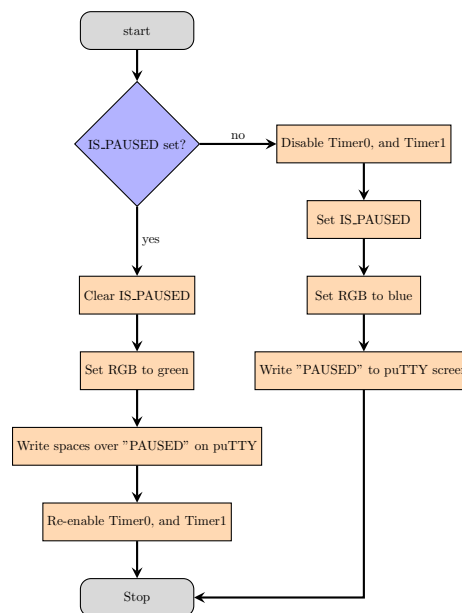 start
IS_PAUSED set?
no
Disable Timer0, and Timer1
Set IS_PAUSED
yes
Clear IS_PAUSED
Set RGB to blue
Set RGB to green
Write "PAUSED" to puTTY screen
Write spaces over "PAUSED" on puTTY
Re-enable Timer0, and Timer1
Stop